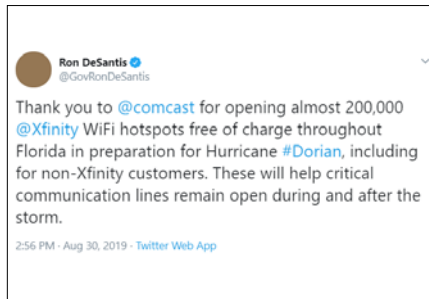 Ron DeSantis
@GovRonDeSantis
Thank you to @comcast for opening almost 200,000
@Xfinity WiFi hotspots free of charge throughout
Florida in preparation for Hurricane #Dorian, including
for non-Xfinity customers. These will help critical
communication lines remain open during and after the
storm.
2:56 PM · Aug 30, 2019 · Twitter Web App